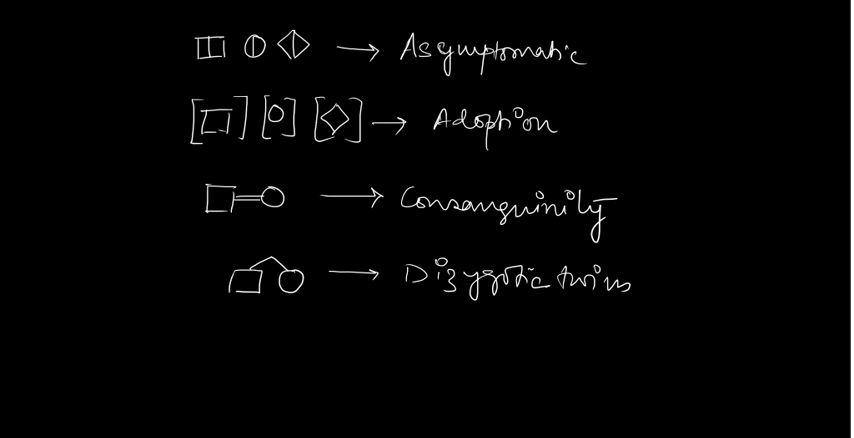 → Asymptomatic
[ ] [ ] [ ] → Adoption
→ Consanguinity
→ Dizygotic twins